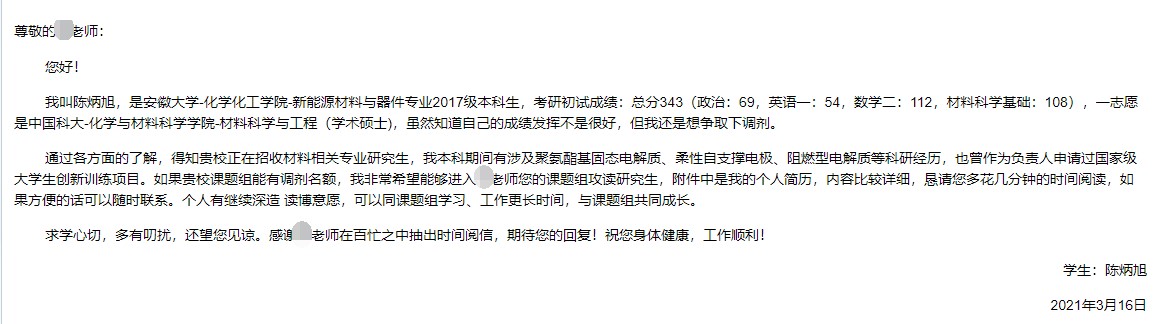 尊敬的老师:
您好!
我叫陈炳旭，是安徽大学-化学化工学院-新能源材料与器件专业2017级本科生，考研初试成绩：总分343（政治：69，英语一：54，数学二：112，材料科学基础：108），一志愿
是中国科大-化学与材料科学学院-材料科学与工程（学术硕士)，虽然知道自己的成绩发挥不是很好，但我还是想争取下调剂。
通过各方面的了解，得知贵校正在招收材料相关专业研究生，我本科期间有涉及聚氨酯基固态电解质、柔性自支撑电极、阻燃型电解质等科研经历，也曾作为负责人申请过国家级
大学生创新训练项目。如果贵校课题组能有调剂名额，我非常希望能够进入老师您的课题组攻读研究生，附件中是我的个人简历，内容比较详细，恳请您多花几分钟的时间阅读，如
果方便的话可以随时联系。个人有继续深造 读博意愿，可以同课题组学习、工作更长时间，与课题组共同成长。
求学心切，多有叨扰，还望您见谅。感谢老师在百忙之中抽出时间阅信，期待您的回复！祝您身体健康，工作顺利！
学生：陈炳旭
2021年3月16日